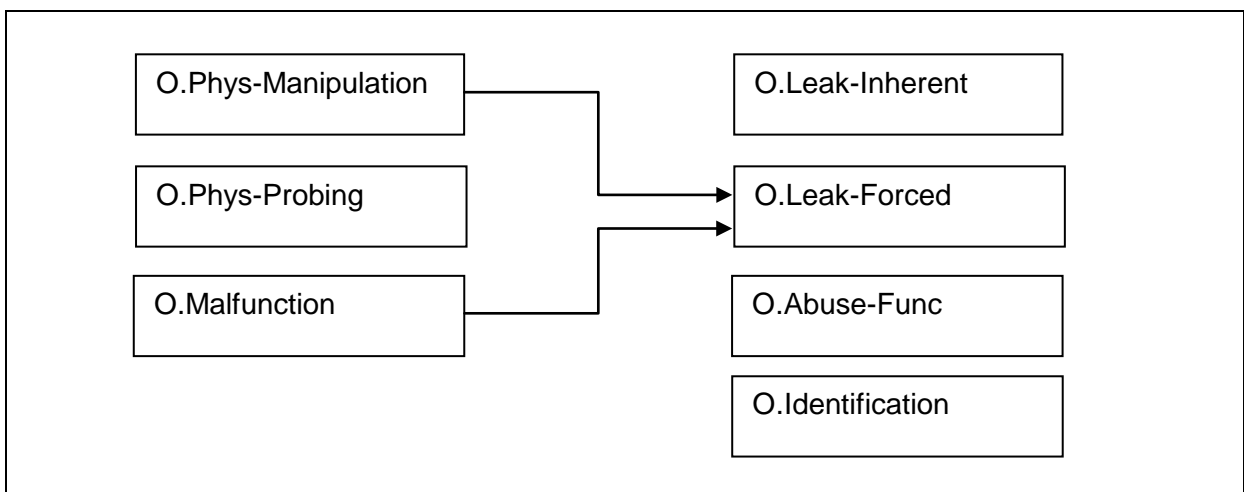 O.Phys-Manipulation
O.Leak-Inherent
O.Phys-Probing
O.Leak-Forced
O.Malfunction
O.Abuse-Func
O.Identification